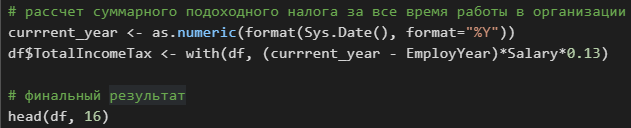 # рассчет суммарного подоходного налога за все время работы в организации
currrent_year <- as.numeric(format(Sys.Date(), format="%Y"))
df$TotalIncomeTax <- with(df, (currrent_year - EmployYear)*Salary*0.13)
# финальный результат
head(df, 16)